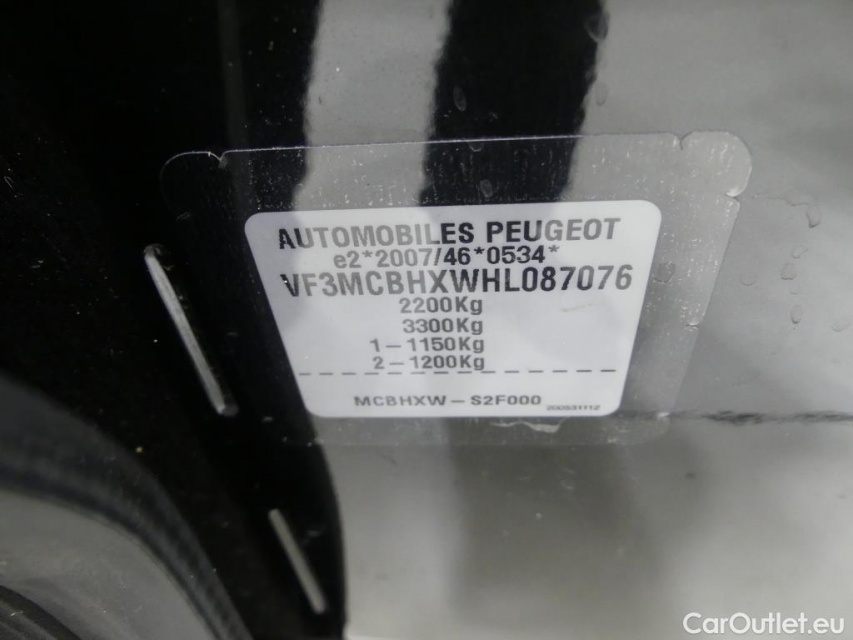 AUTOMOBILES PEUGEOT
e2*2007/46*0534*
VF3MCBHXWHL087076
2200Kg
3300Kg
1-1150Kg
2-1200Kg
MCBHXW-S2F000
CarOutlet.eu